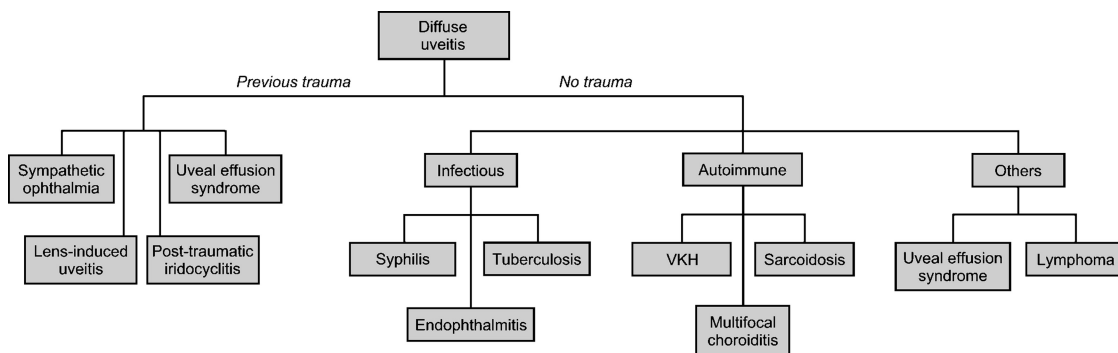 Diffuse
uveitis
Previous trauma
No trauma
Sympathetic
ophthalmia
Uveal effusion
syndrome
Lens-induced
uveitis
Post-traumatic
iridocyclitis
Infectious
Autoimmune
Others
Syphilis
Tuberculosis
Endophthalmitis
VKH
Sarcoidosis
Multifocal
choroiditis
Uveal effusion
syndrome
Lymphoma